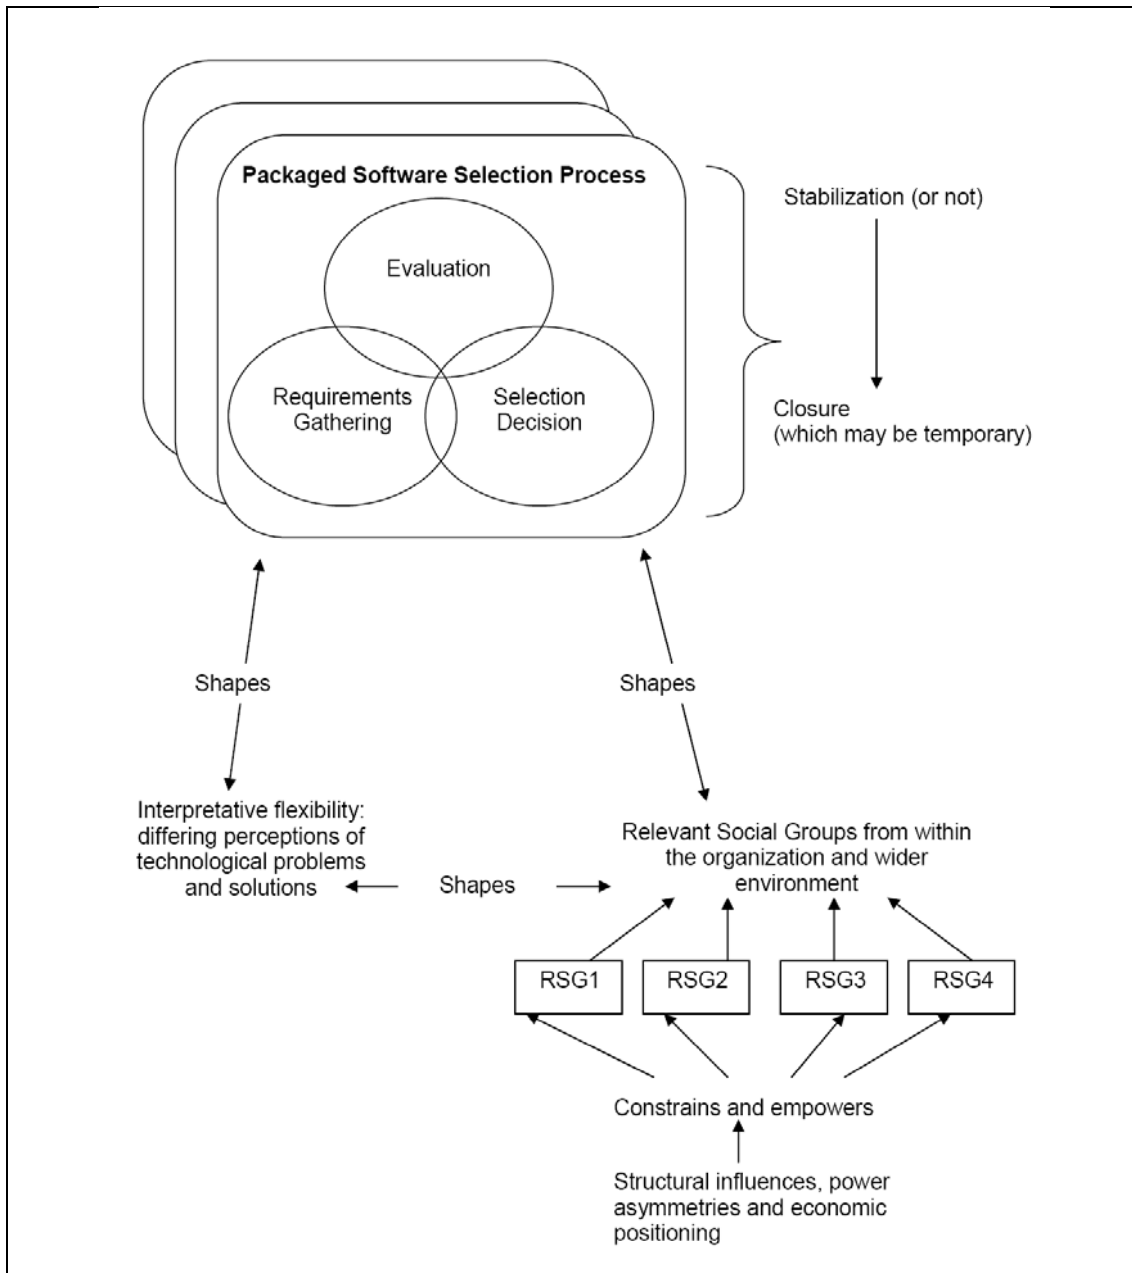 Packaged Software Selection Process
Evaluation
Requirements
Gathering
Selection
Decision
Stabilization (or not)
Closure
(which may be temporary)
Shapes
Shapes
Interpretative flexibility:
differing perceptions of
technological problems
and solutions
Shapes
Relevant Social Groups from within
the organization and wider
environment
RSG1
RSG2
RSG3
RSG4
Constrains and empowers
Structural influences, power
asymmetries and economic
positioning